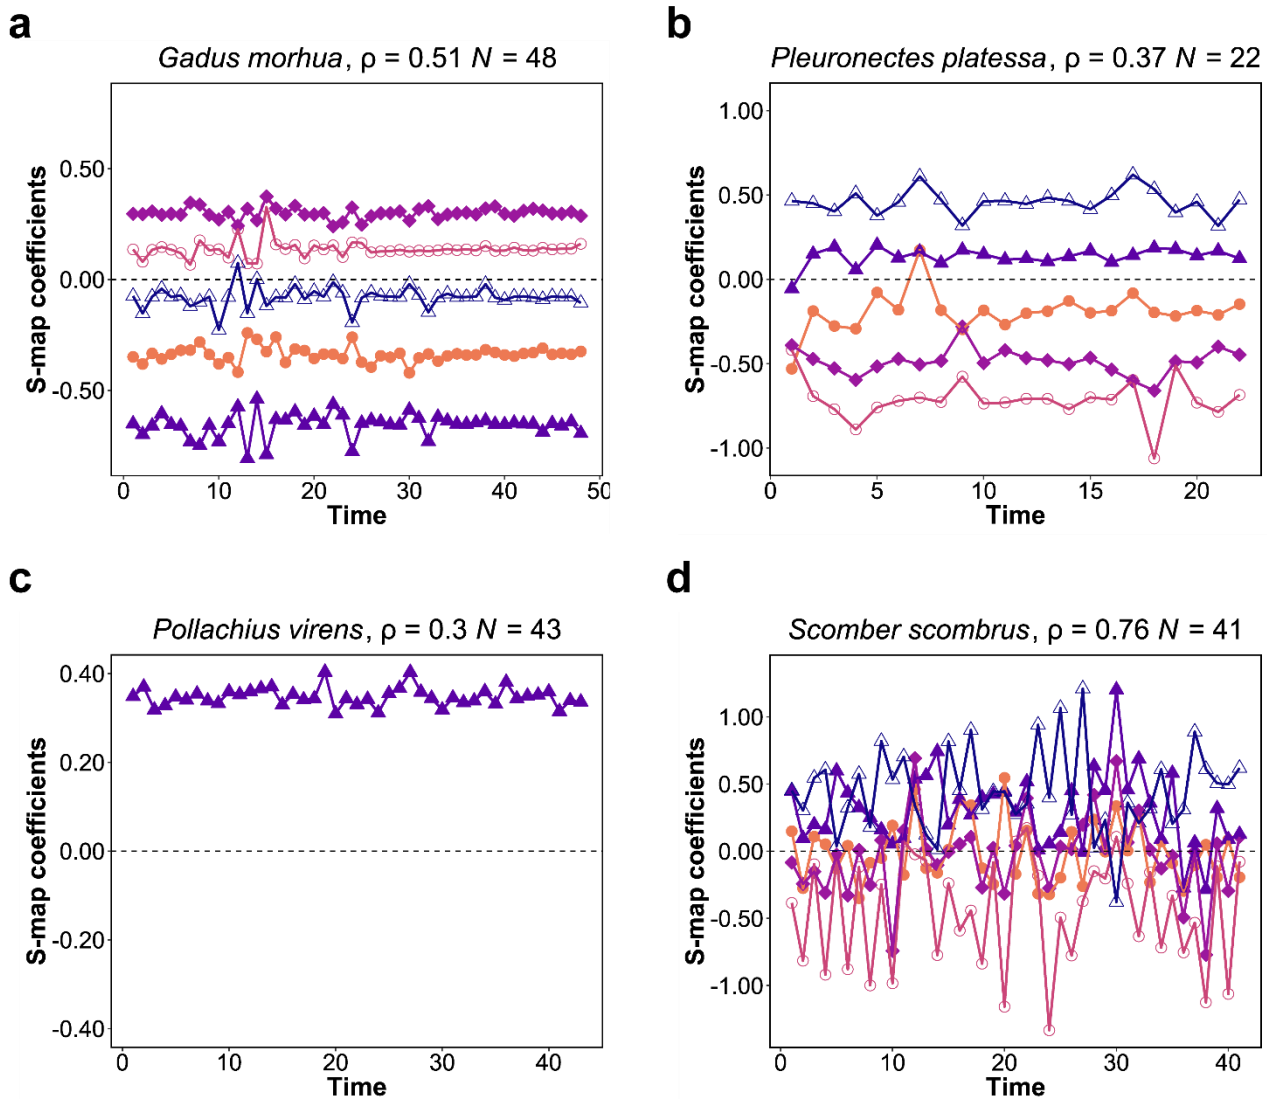 a
Gadus morhua, ρ = 0.51 N = 48
S-map coefficients
0.50
0.00
-0.50
0 10 20 30 40 50
Time
b
Pleuronectes platessa, ρ = 0.37 N = 22
S-map coefficients
1.00
0.50
0.00
-0.50
-1.00
0 5 10 15 20
Time
c
Pollachius virens, ρ = 0.3 N = 43
S-map coefficients
0.40
0.20
0.00
-0.20
-0.40
0 10 20 30 40
Time
d
Scomber scombrus, ρ = 0.76 N = 41
S-map coefficients
1.00
0.50
0.00
-0.50
-1.00
0 10 20 30 40
Time